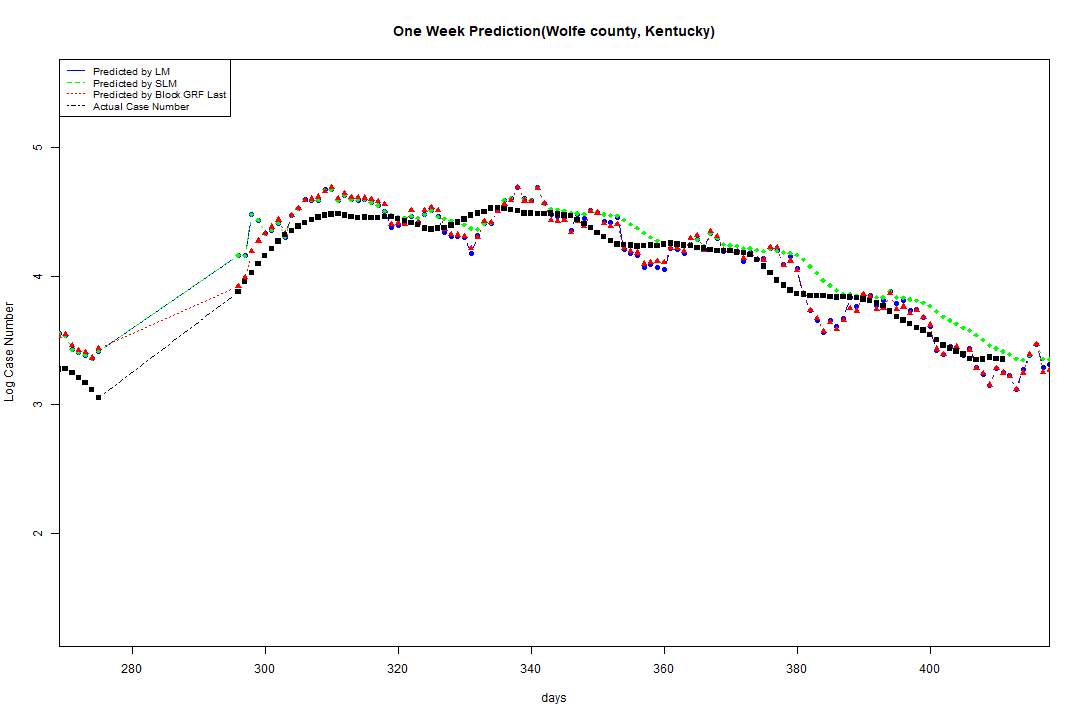 One Week Prediction(Wolfe county, Kentucky)
Predicted by LM
Predicted by SLM
Predicted by Block GRF Last
Actual Case Number
5
4
3
2
Log Case Number
280 300 320 340 360 380 400
days